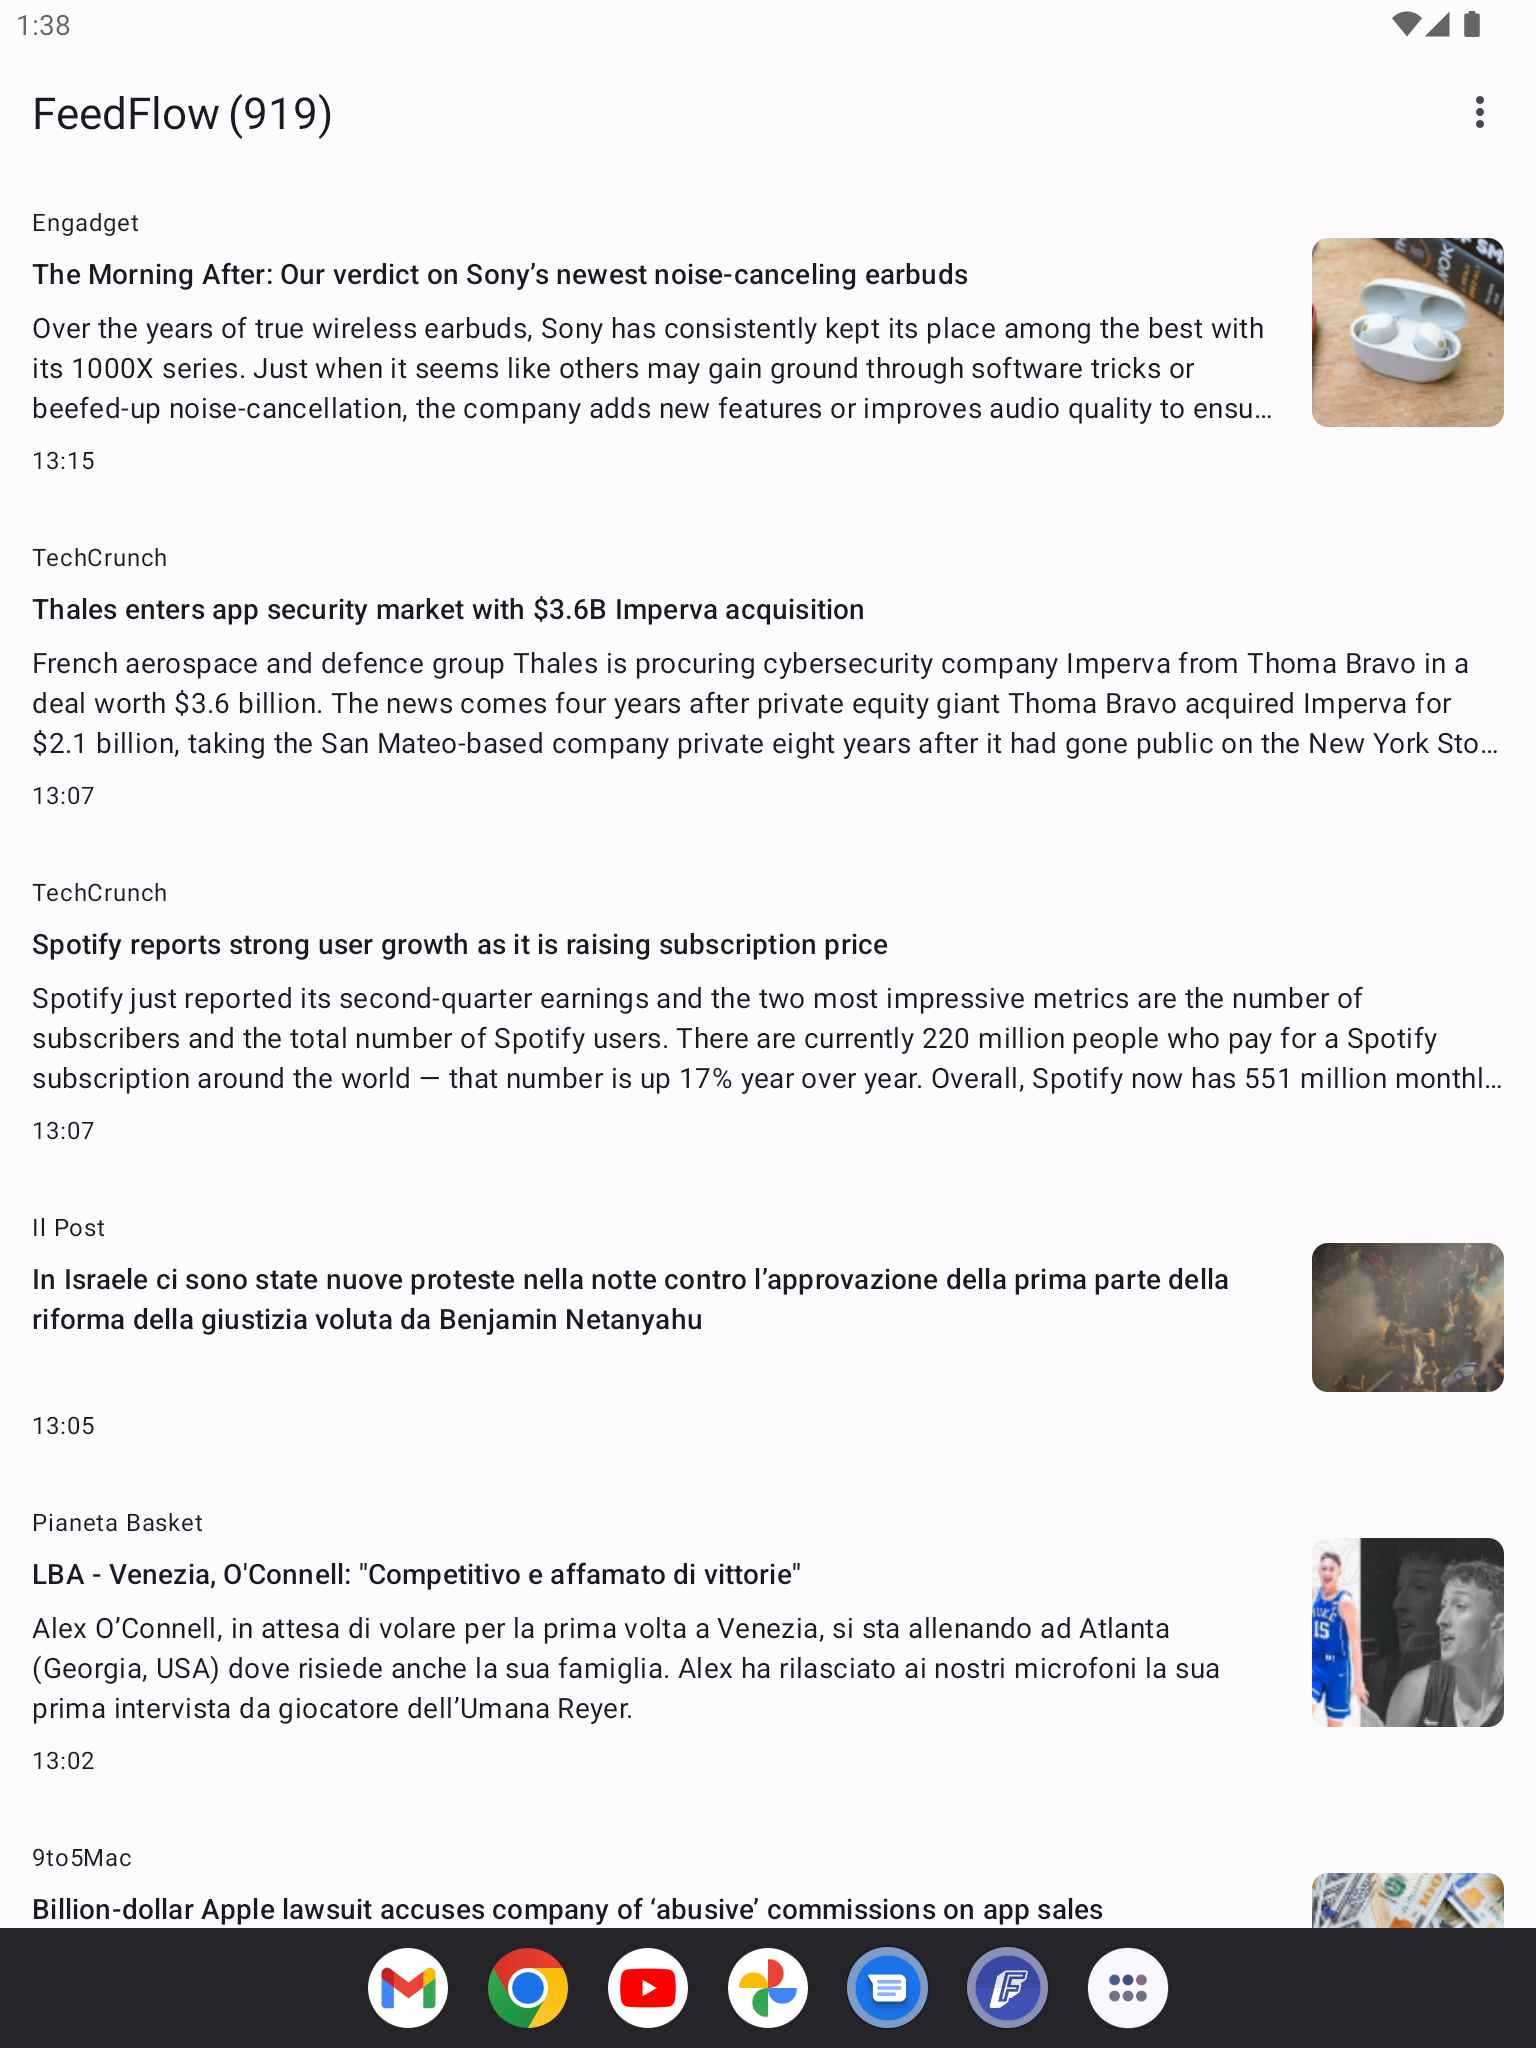 1:38
FeedFlow (919)
Engadget
The Morning After: Our verdict on Sony’s newest noise-canceling earbuds
Over the years of true wireless earbuds, Sony has consistently kept its place among the best with
its 1000X series. Just when it seems like others may gain ground through software tricks or
beefed-up noise-cancellation, the company adds new features or improves audio quality to ensu…
13:15
TechCrunch
Thales enters app security market with $3.6B Imperva acquisition
French aerospace and defence group Thales is procuring cybersecurity company Imperva from Thoma Bravo in a
deal worth $3.6 billion. The news comes four years after private equity giant Thoma Bravo acquired Imperva for
$2.1 billion, taking the San Mateo-based company private eight years after it had gone public on the New York Sto…
13:07
TechCrunch
Spotify reports strong user growth as it is raising subscription price
Spotify just reported its second-quarter earnings and the two most impressive metrics are the number of
subscribers and the total number of Spotify users. There are currently 220 million people who pay for a Spotify
subscription around the world — that number is up 17% year over year. Overall, Spotify now has 551 million monthl…
13:07
Il Post
In Israele ci sono state nuove proteste nella notte contro l’approvazione della prima parte della
riforma della giustizia voluta da Benjamin Netanyahu
13:05
Pianeta Basket
LBA - Venezia, O'Connell: "Competitivo e affamato di vittorie"
Alex O’Connell, in attesa di volare per la prima volta a Venezia, si sta allenando ad Atlanta
(Georgia, USA) dove risiede anche la sua famiglia. Alex ha rilasciato ai nostri microfoni la sua
prima intervista da giocatore dell’Umana Reyer.
13:02
9to5Mac
Billion-dollar Apple lawsuit accuses company of ‘abusive’ commissions on app sales